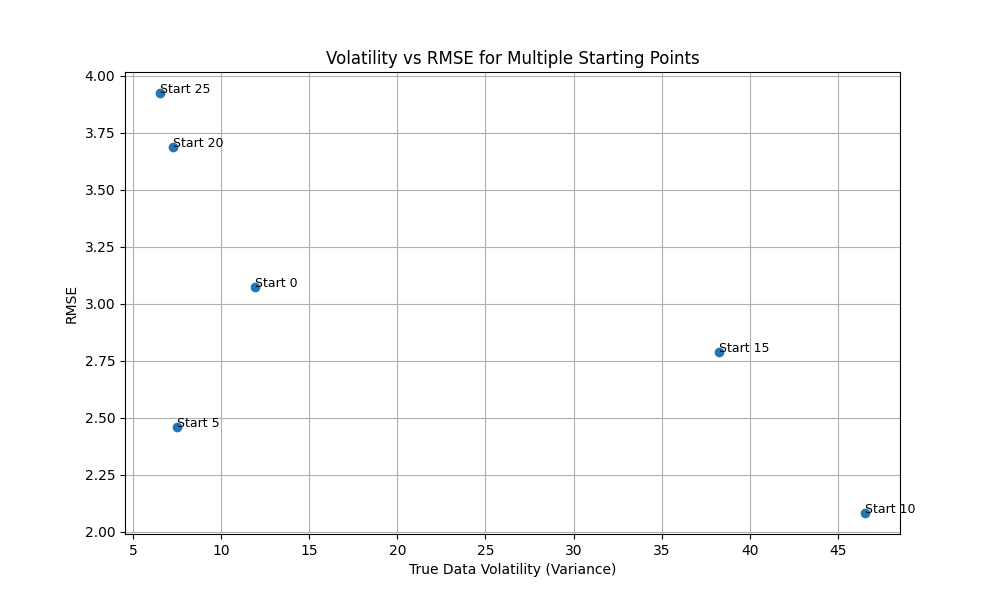 Volatility vs RMSE for Multiple Starting Points
4.00
Start 25
3.75
Start 20
3.50
3.25
Start 0
3.00
RMSE
Start 15
2.75
2.50
Start 5
2.25
Start 10
2.00
5 10 15 20 25 30 35 40 45
True Data Volatility (Variance)